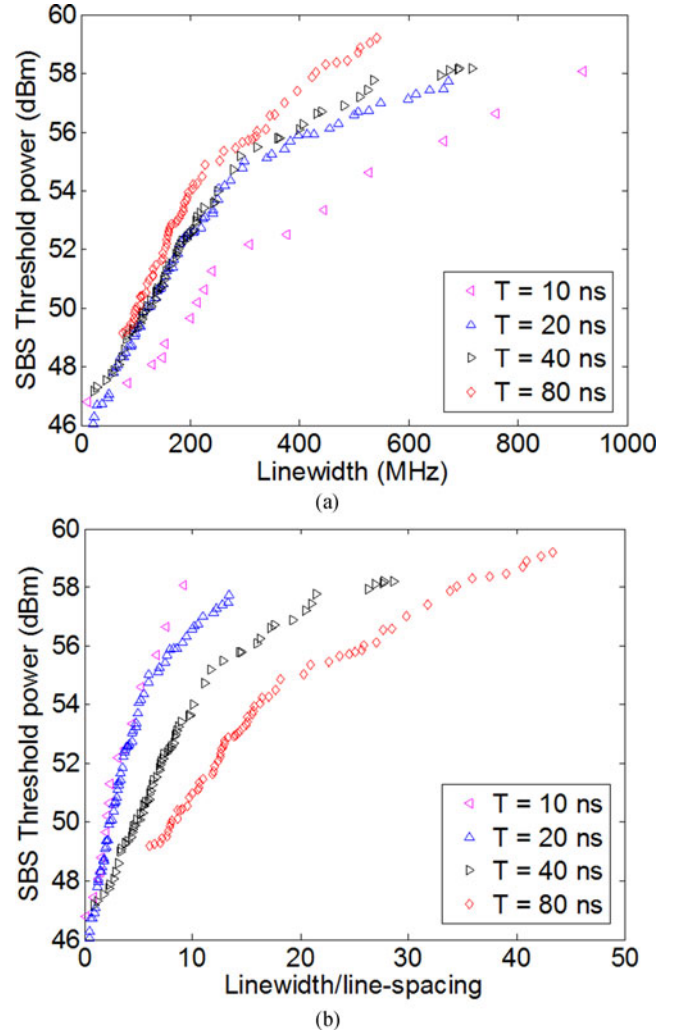 60
58
56
54
52
50
48
46
SBS Threshold power (dBm)
T = 10 ns
T = 20 ns
T = 40 ns
T = 80 ns
0 200 400 600 800 1000
Linewidth (MHz)
(a)
60
58
56
54
52
50
48
46
SBS Threshold power (dBm)
T = 10 ns
T = 20 ns
T = 40 ns
T = 80 ns
0 10 20 30 40 50
Linewidth/line-spacing
(b)